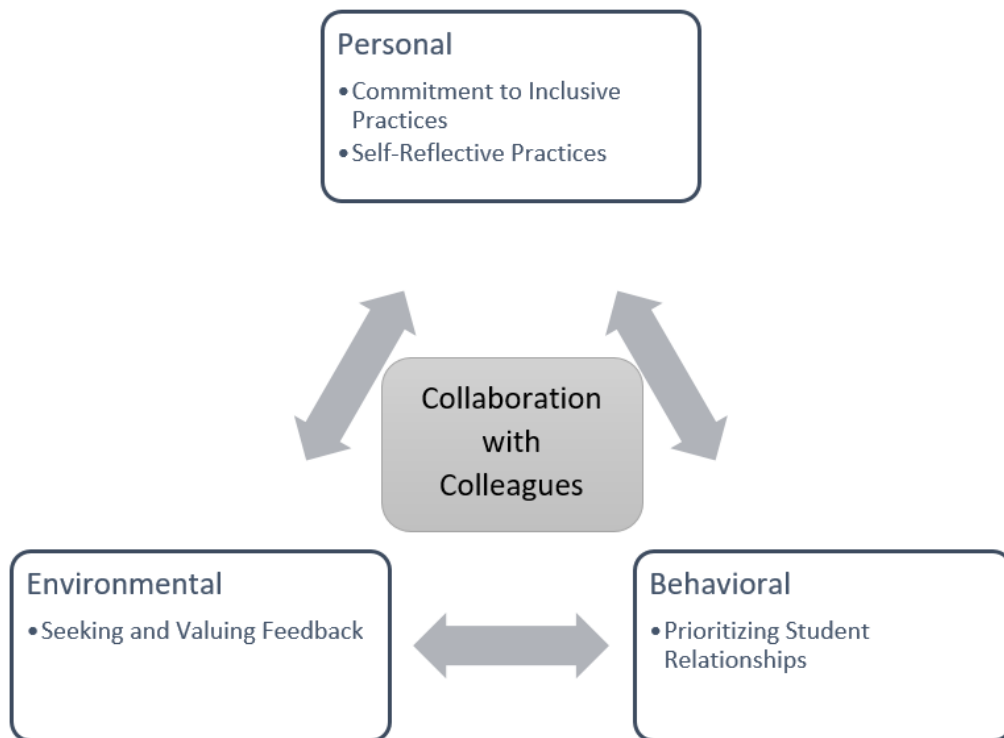 Personal
•Commitment to Inclusive
Practices
•Self-Reflective Practices
Collaboration
with
Colleagues
Environmental
•Seeking and Valuing Feedback
Behavioral
•Prioritizing Student
Relationships